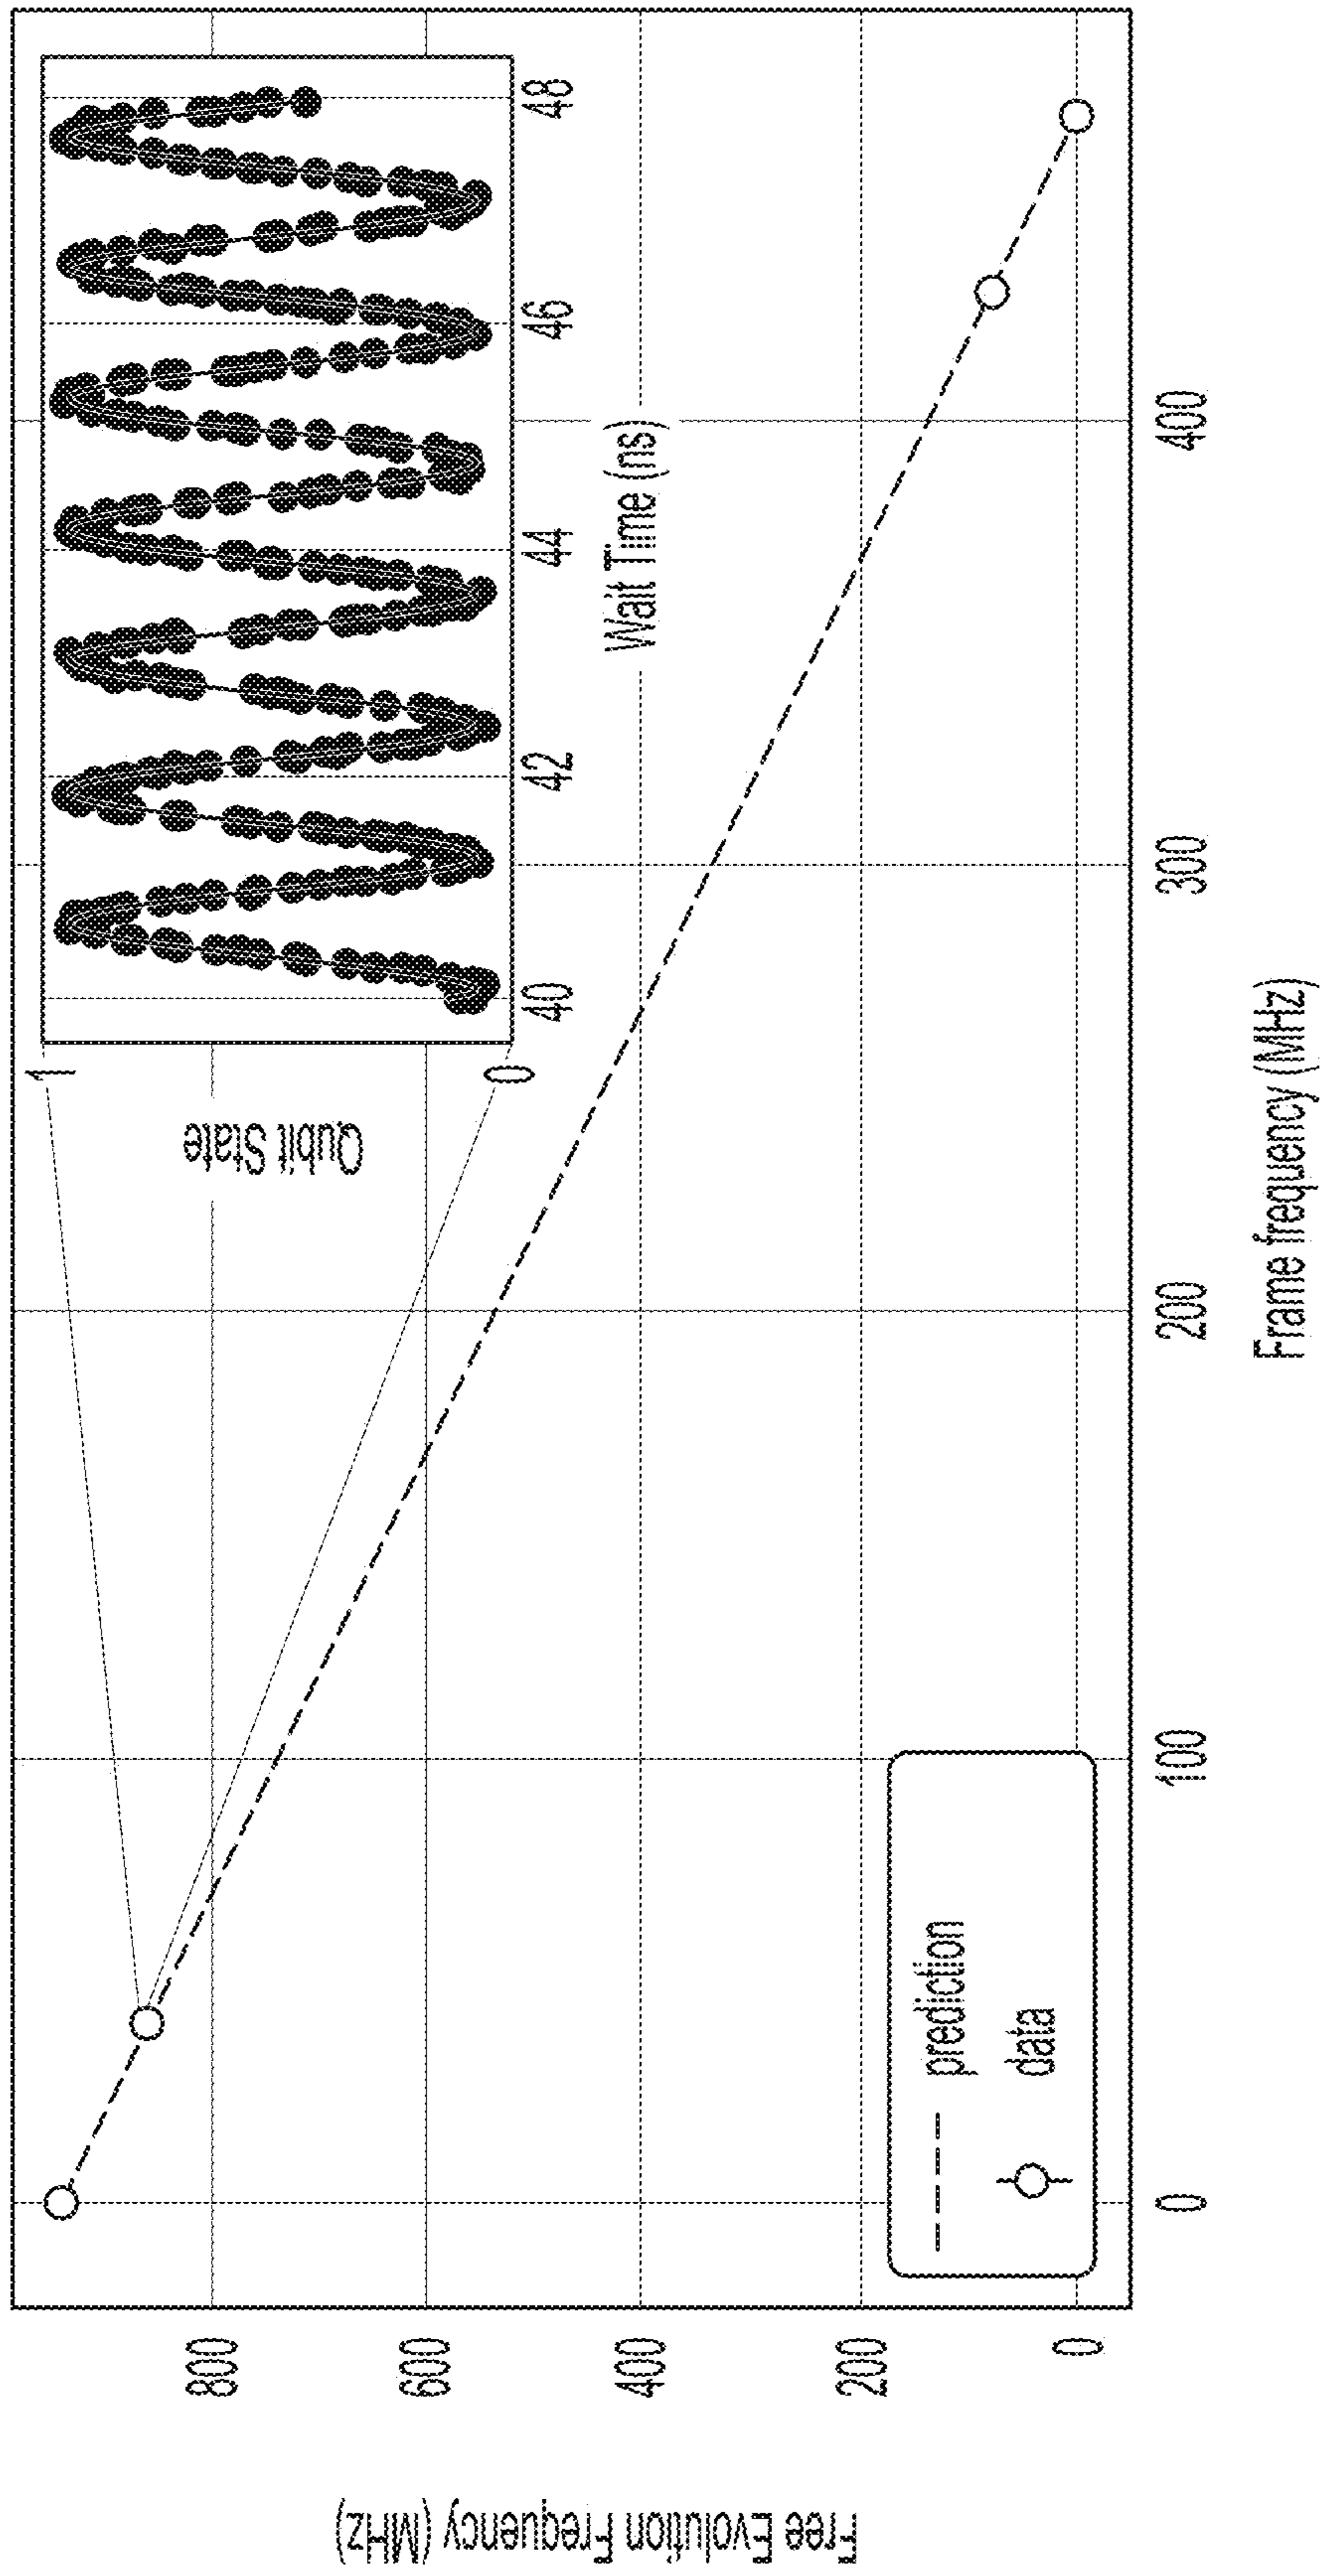 Free Evolution Frequency (MHz)
800
600
400
200
0
1
Qubit State
0
40
42
44
46
48
Wait Time (ns)
prediction
data
0
100
200
300
400
Frame frequency (MHz)